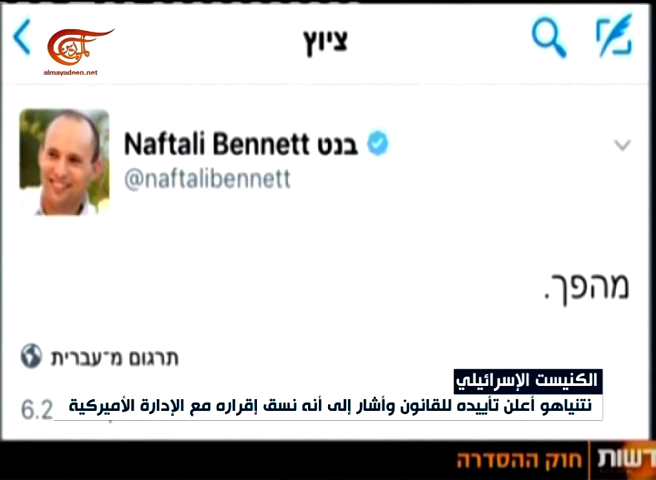 almayadeen.net
ציוץ
Naftali Bennett בנט
@naftalibennett
מהפך.
תרגום מ־עברית
الكنيست الإسرائيلي
6.2
نتنياهو أعلن تأييده للقانون وأشار إلى أنه نسق إقراره مع الإدارة الأميركية
חוק ההסדרה